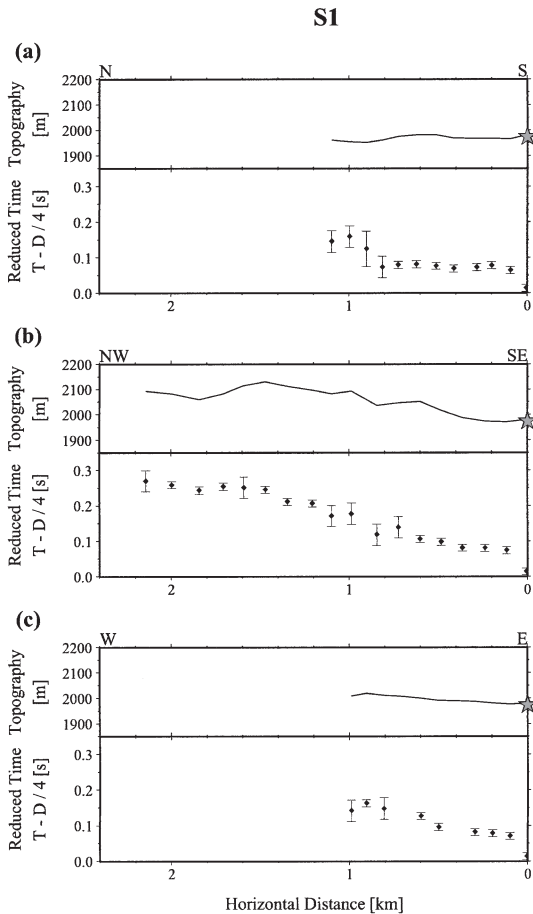 S1
(a)
N S
2200
2100
2000
1900
Topography
[m]
0.3
0.2
0.1
0.0
Reduced Time
T - D / 4 [s]
2 1 0
(b)
NW SE
2200
2100
2000
1900
Topography
[m]
0.3
0.2
0.1
0.0
Reduced Time
T - D / 4 [s]
2 1 0
(c)
W E
2200
2100
2000
1900
Topography
[m]
0.3
0.2
0.1
0.0
Reduced Time
T - D / 4 [s]
2 1 0
Horizontal Distance [km]